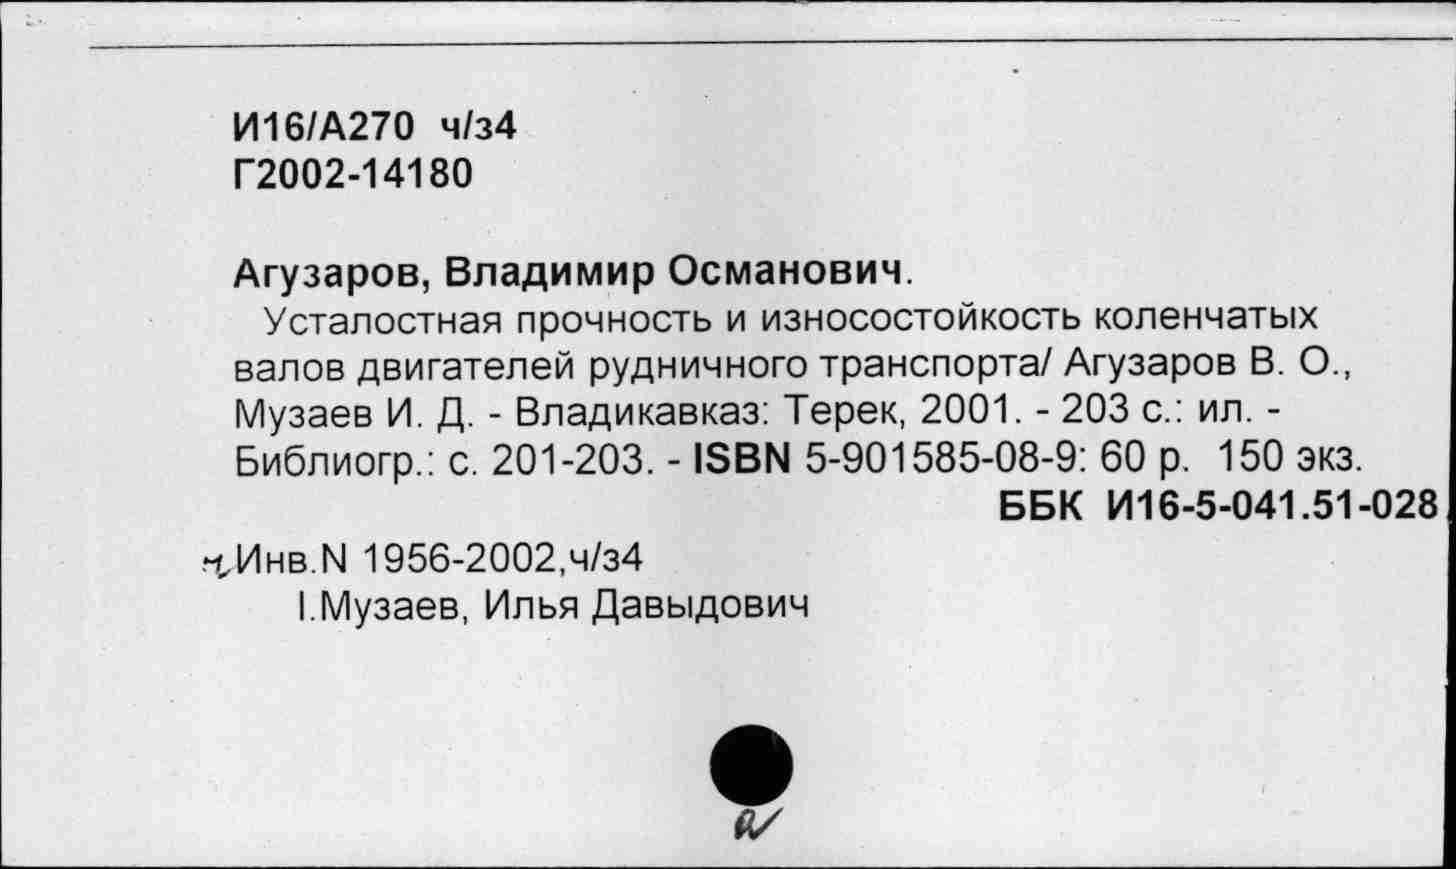 И16/А270 ч/з4
Г2002-14180
Агузаров, Владимир Османович.
Усталостная прочность и износостойкость коленчатых
валов двигателей рудничного транспорта/ Агузаров В. О.,
Музаев И. Д. - Владикавказ: Терек, 2001. - 203 с.: ил. -
Библиогр.: с. 201-203. - ISBN 5-901585-08-9: 60 р. 150 экз.
ББК И16-5-041.51-028
Инв.N 1956-2002,ч/з4
I.Музаев, Илья Давыдович